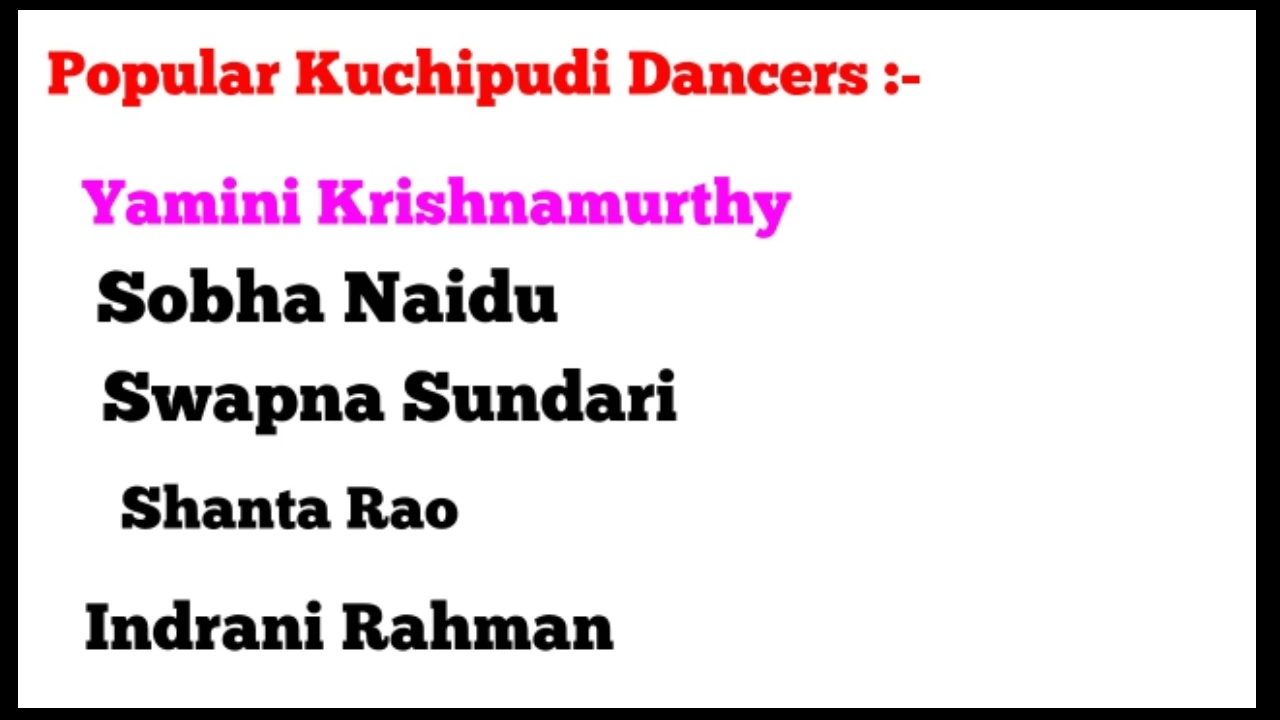 Popular Kuchipudi Dancers :-
Yamini Krishnamurthy
Sobha Naidu
Swapna Sundari
Shanta Rao
Indrani Rahman